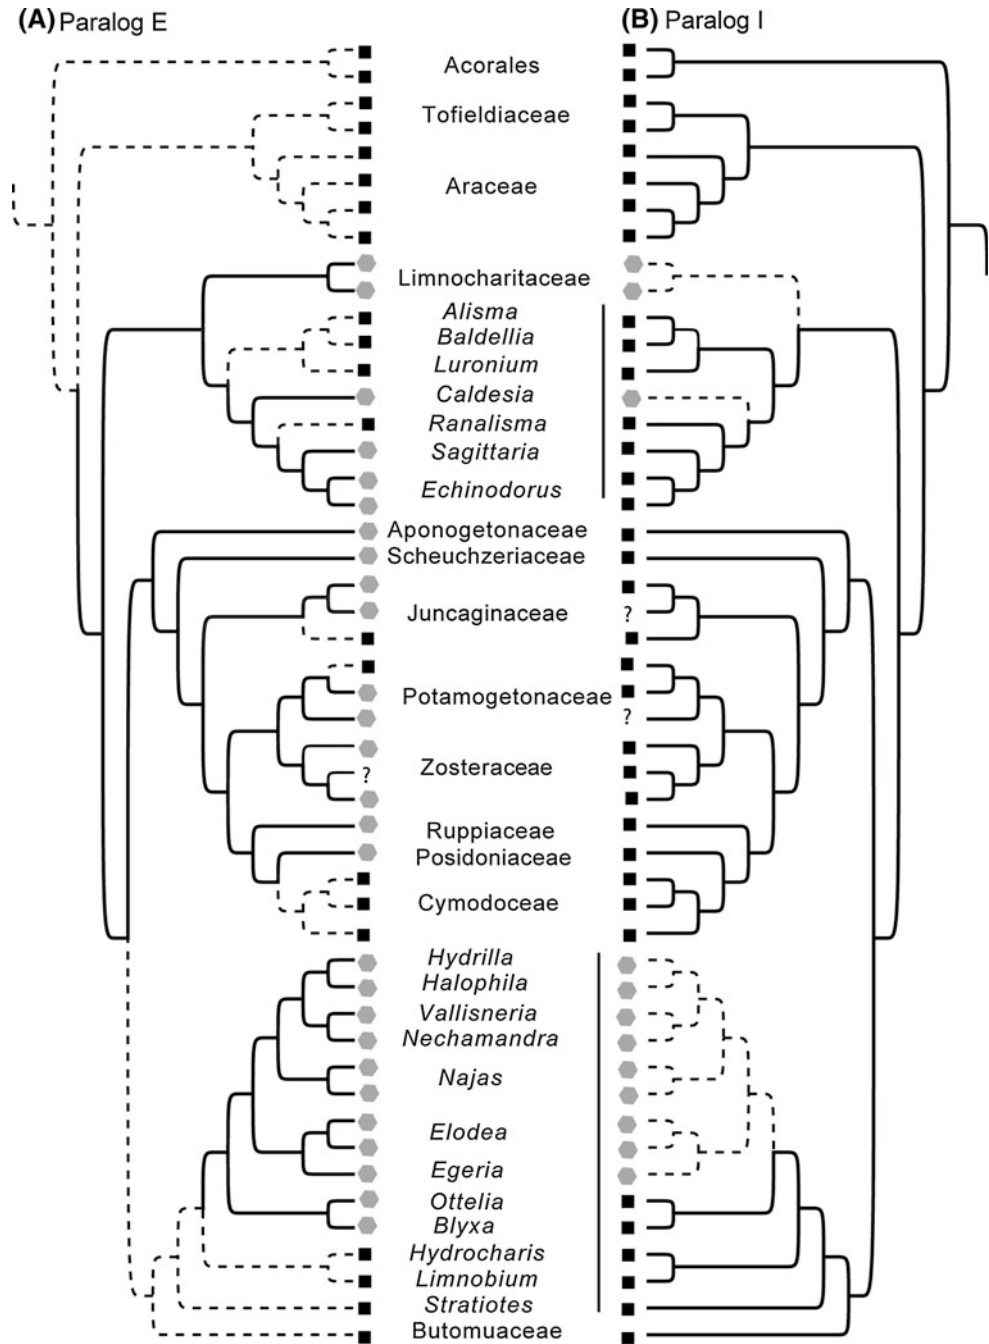 (A) Paralog E
(B) Paralog I
Acorales
Tofieldiaceae
Araceae
Limnocharitaceae
Alisma
Baldellia
Luronium
Caldesia
Ranalisma
Sagittaria
Echinodorus
Aponogetonaceae
Scheuchzeriaceae
Juncaginaceae
?
Potamogetonaceae
?
Zosteraceae
?
Ruppiaceae
Posidoniaceae
Cymodoceae
Hydrilla
Halophila
Vallisneria
Nechamandra
Najas
Elodea
Egeria
Ottelia
Blyxa
Hydrocharis
Limnobium
Stratiotes
Butomuaceae